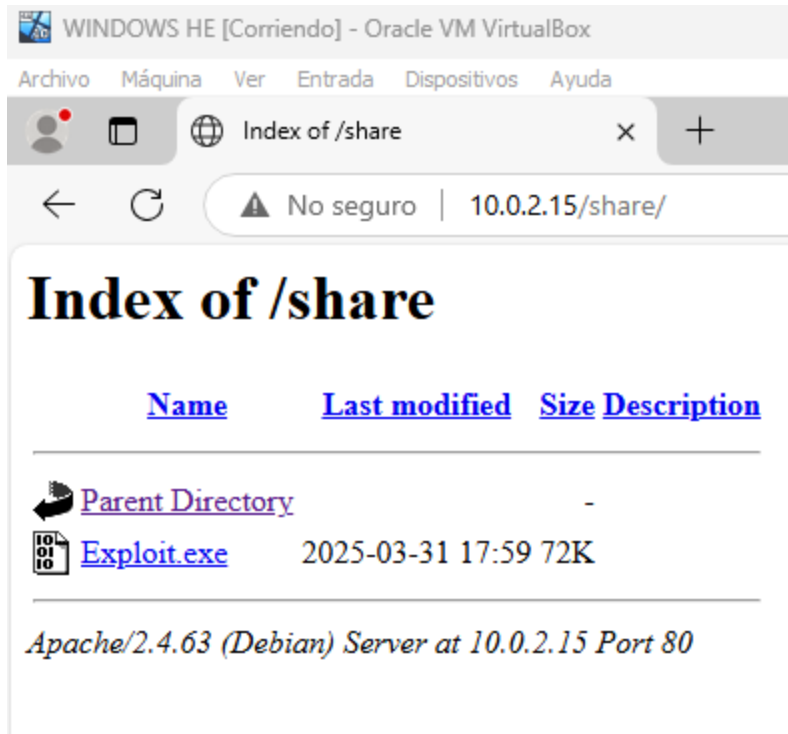 WINDOWS HE [Corriendo] - Oracle VM VirtualBox
Archivo Máquina Ver Entrada Dispositivos Ayuda
Index of /share
No seguro | 10.0.2.15/share/
Index of /share
Name Last modified Size Description
Parent Directory -
Exploit.exe 2025-03-31 17:59 72K
Apache/2.4.63 (Debian) Server at 10.0.2.15 Port 80